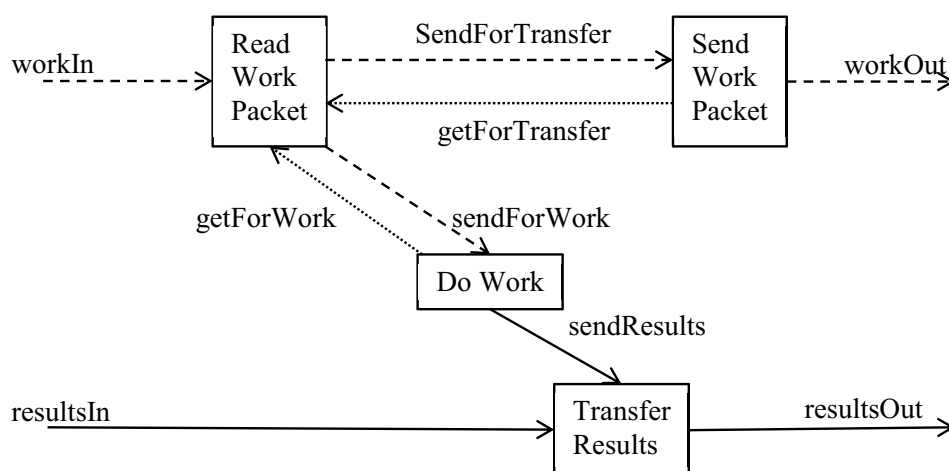 workIn
Read
Work
Packet
SendForTransfer
getForTransfer
Send
Work
Packet
workOut
getForWork
sendForWork
Do Work
sendResults
resultsIn
Transfer
Results
resultsOut